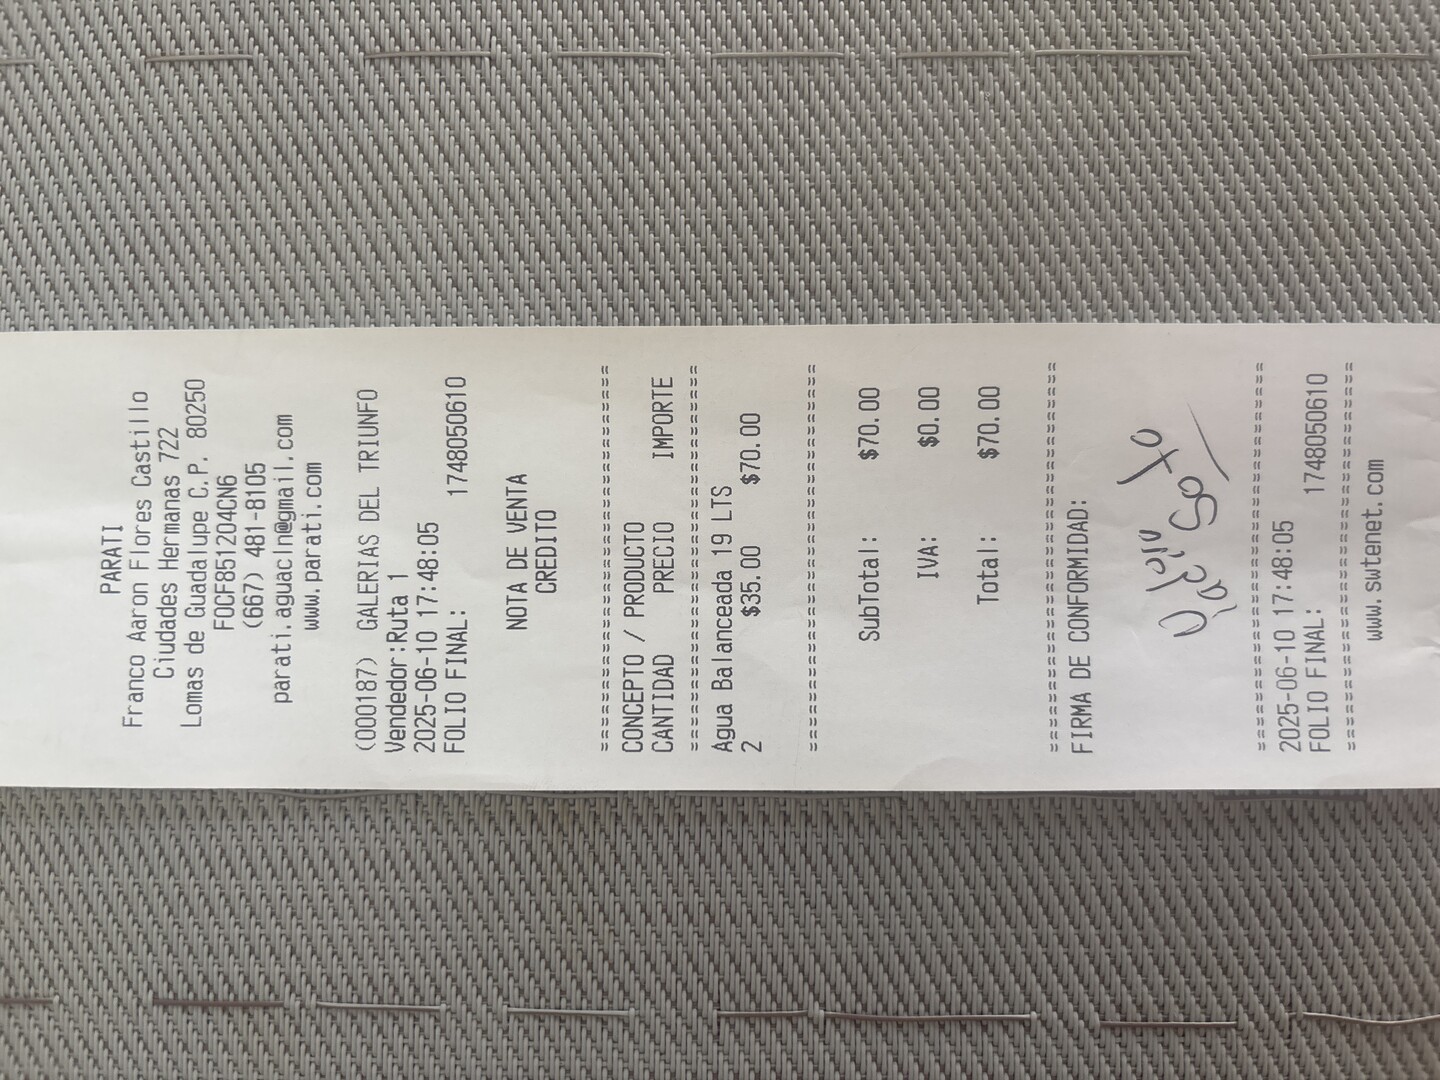 PARATI
Franco Aaron Flores Castillo
Ciudades Hermanas 722
Lomas de Guadalupe C.P. 80250
FOCF851204CN6
(667) 481-8105
parati.aguacln@gmail.com
www.parati.com
(000187) GALERIAS DEL TRIUNFO
Vendedor:Ruta 1
2025-06-10 17:48:05
FOLIO FINAL: 1748050610
NOTA DE VENTA
CREDITO
=================================
CONCEPTO / PRODUCTO
CANTIDAD PRECIO IMPORTE
=================================
Agua Balanceada 19 LTS
2 $35.00 $70.00
=================================
SubTotal: $70.00
IVA: $0.00
Total: $70.00
=================================
FIRMA DE CONFORMIDAD:
Soto
=================================
2025-06-10 17:48:05
FOLIO FINAL: 1748050610
=================================
www.swtenet.com